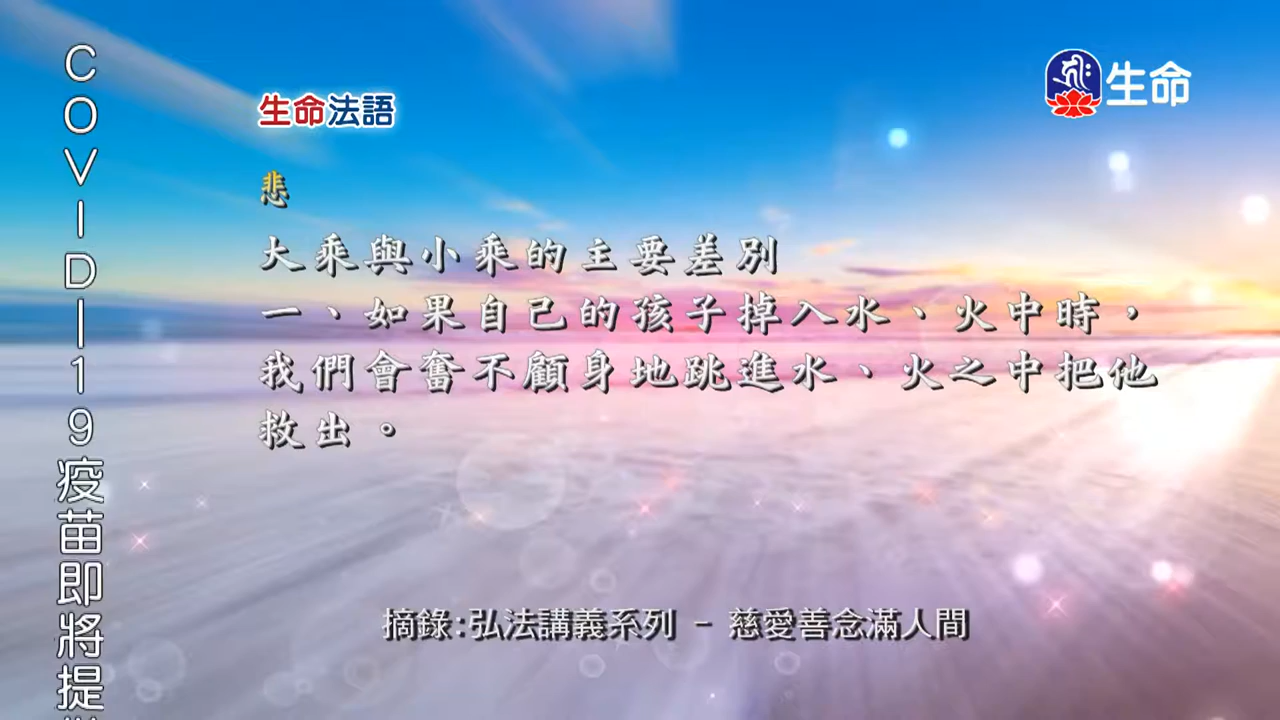 生命
生命法語
悲
大乘與小乘的主要差別
一、如果自己的孩子掉入水、火中時，
我們會奮不顧身地跳進水、火之中把他
救出。
摘錄:弘法講義系列 - 慈愛善念滿人間
COVID-19疫苗即將提